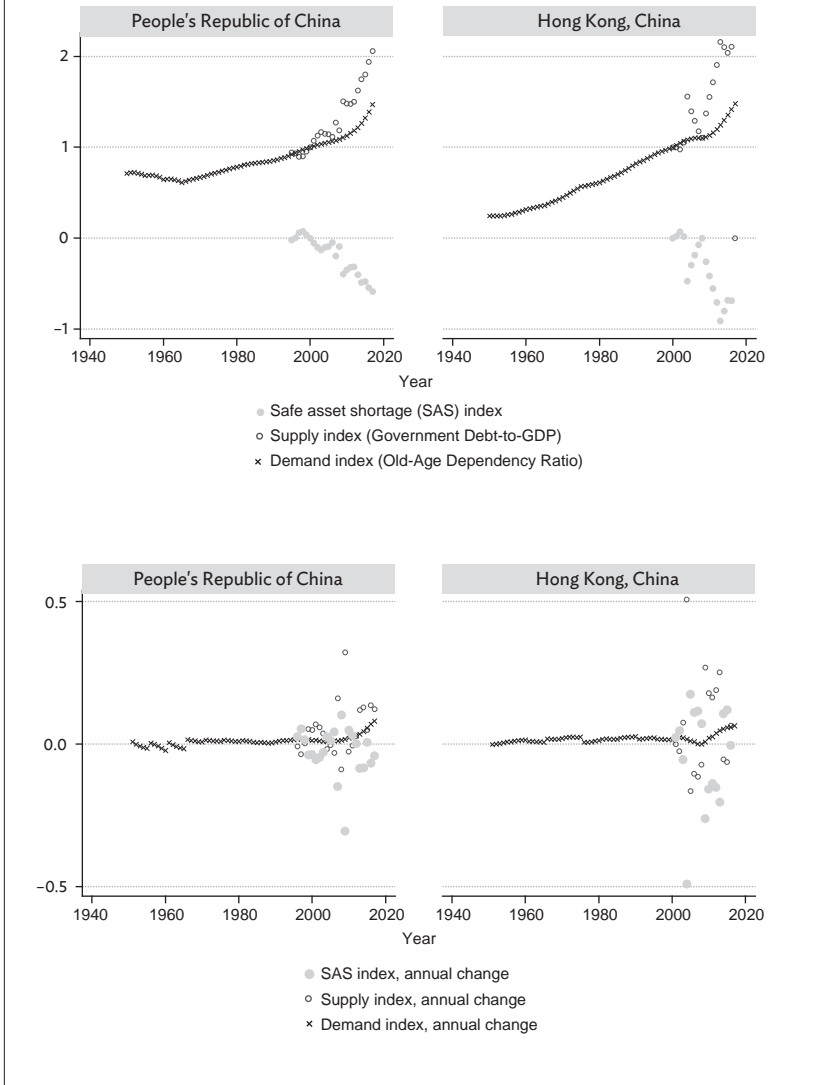 People's Republic of China
Hong Kong, China
2
1
0
−1
1940 1960 1980 2000 2020 1940 1960 1980 2000 2020
Year
Safe asset shortage (SAS) index
Supply index (Government Debt-to-GDP)
Demand index (Old-Age Dependency Ratio)
People's Republic of China
Hong Kong, China
0.5
0.0
−0.5
1940 1960 1980 2000 2020 1940 1960 1980 2000 2020
Year
SAS index, annual change
Supply index, annual change
Demand index, annual change